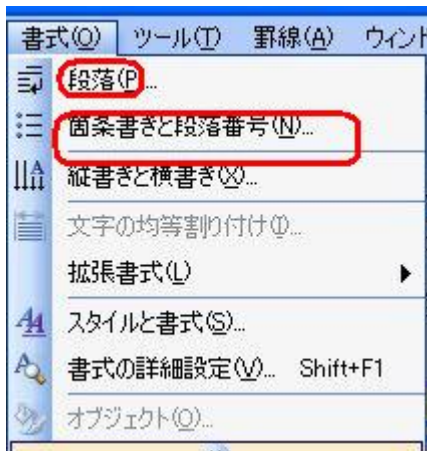 書式(O) ツール(T) 罫線(A) ウィント
段落(P)...
箇条書きと段落番号(N)...
縦書きと横書き(X)...
文字の均等割り付け(I)...
拡張書式(L)
スタイルと書式(S)...
書式の詳細設定(V)... Shift+F1
オブジェクト(O)...